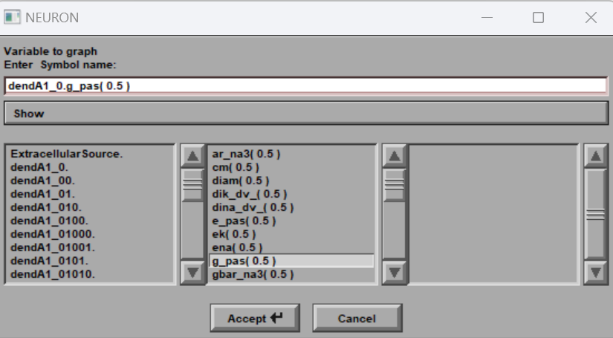 NEURON
Variable to graph
Enter Symbol name:
dendA1_0.g_pas( 0.5 )
Show
ExtracellularSource.
dendA1_0.
dendA1_00.
dendA1_01.
dendA1_010.
dendA1_0100.
dendA1_01000.
dendA1_01001.
dendA1_0101.
dendA1_01010.
ar_na3( 0.5 )
cm( 0.5 )
diam( 0.5 )
dik_dv_( 0.5 )
dina_dv_( 0.5 )
e_pas( 0.5 )
ek( 0.5 )
ena( 0.5 )
g_pas( 0.5 )
gbar_na3( 0.5 )
Accept
Cancel